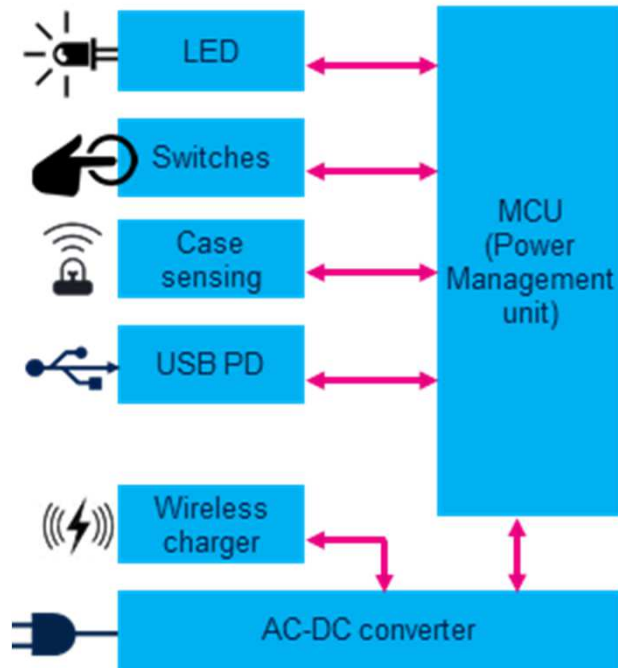 LED
Switches
Case
sensing
USB PD
MCU
(Power
Management
unit)
Wireless
charger
AC-DC converter